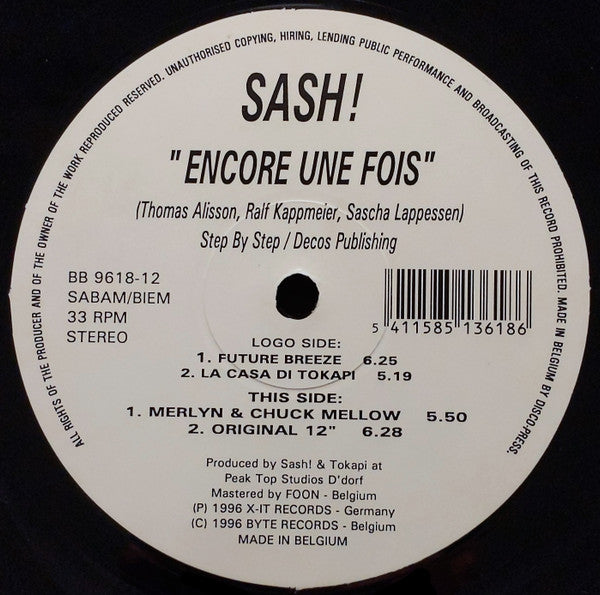 ALL RIGHTS OF THE PRODUCER AND OF THE OWNER OF THE WORK REPRODUCED RESERVED. UNAUTHORISED COPYING, HIRING, LENDING PUBLIC PERFORMANCE AND BROADCASTING OF THIS RECORD PROHIBITED. MADE IN BELGIUM BY DISCO-PRESS.
SASH!
"ENCORE UNE FOIS"
(Thomas Alisson, Ralf Kappmeier, Sascha Lappessen)
Step By Step / Decos Publishing
BB 9618-12
SABAM/BIEM
33 RPM
STEREO
5 411585 136186
LOGO SIDE:
1. FUTURE BREEZE 6.25
2. LA CASA DI TOKAPI 5.19
THIS SIDE:
1. MERLYN & CHUCK MELLOW 5.50
2. ORIGINAL 12" 6.28
Produced by Sash! & Tokapi at
Peak Top Studios D'dorf
Mastered by FOON - Belgium
(P) 1996 X-IT RECORDS - Germany
(C) 1996 BYTE RECORDS - Belgium
MADE IN BELGIUM